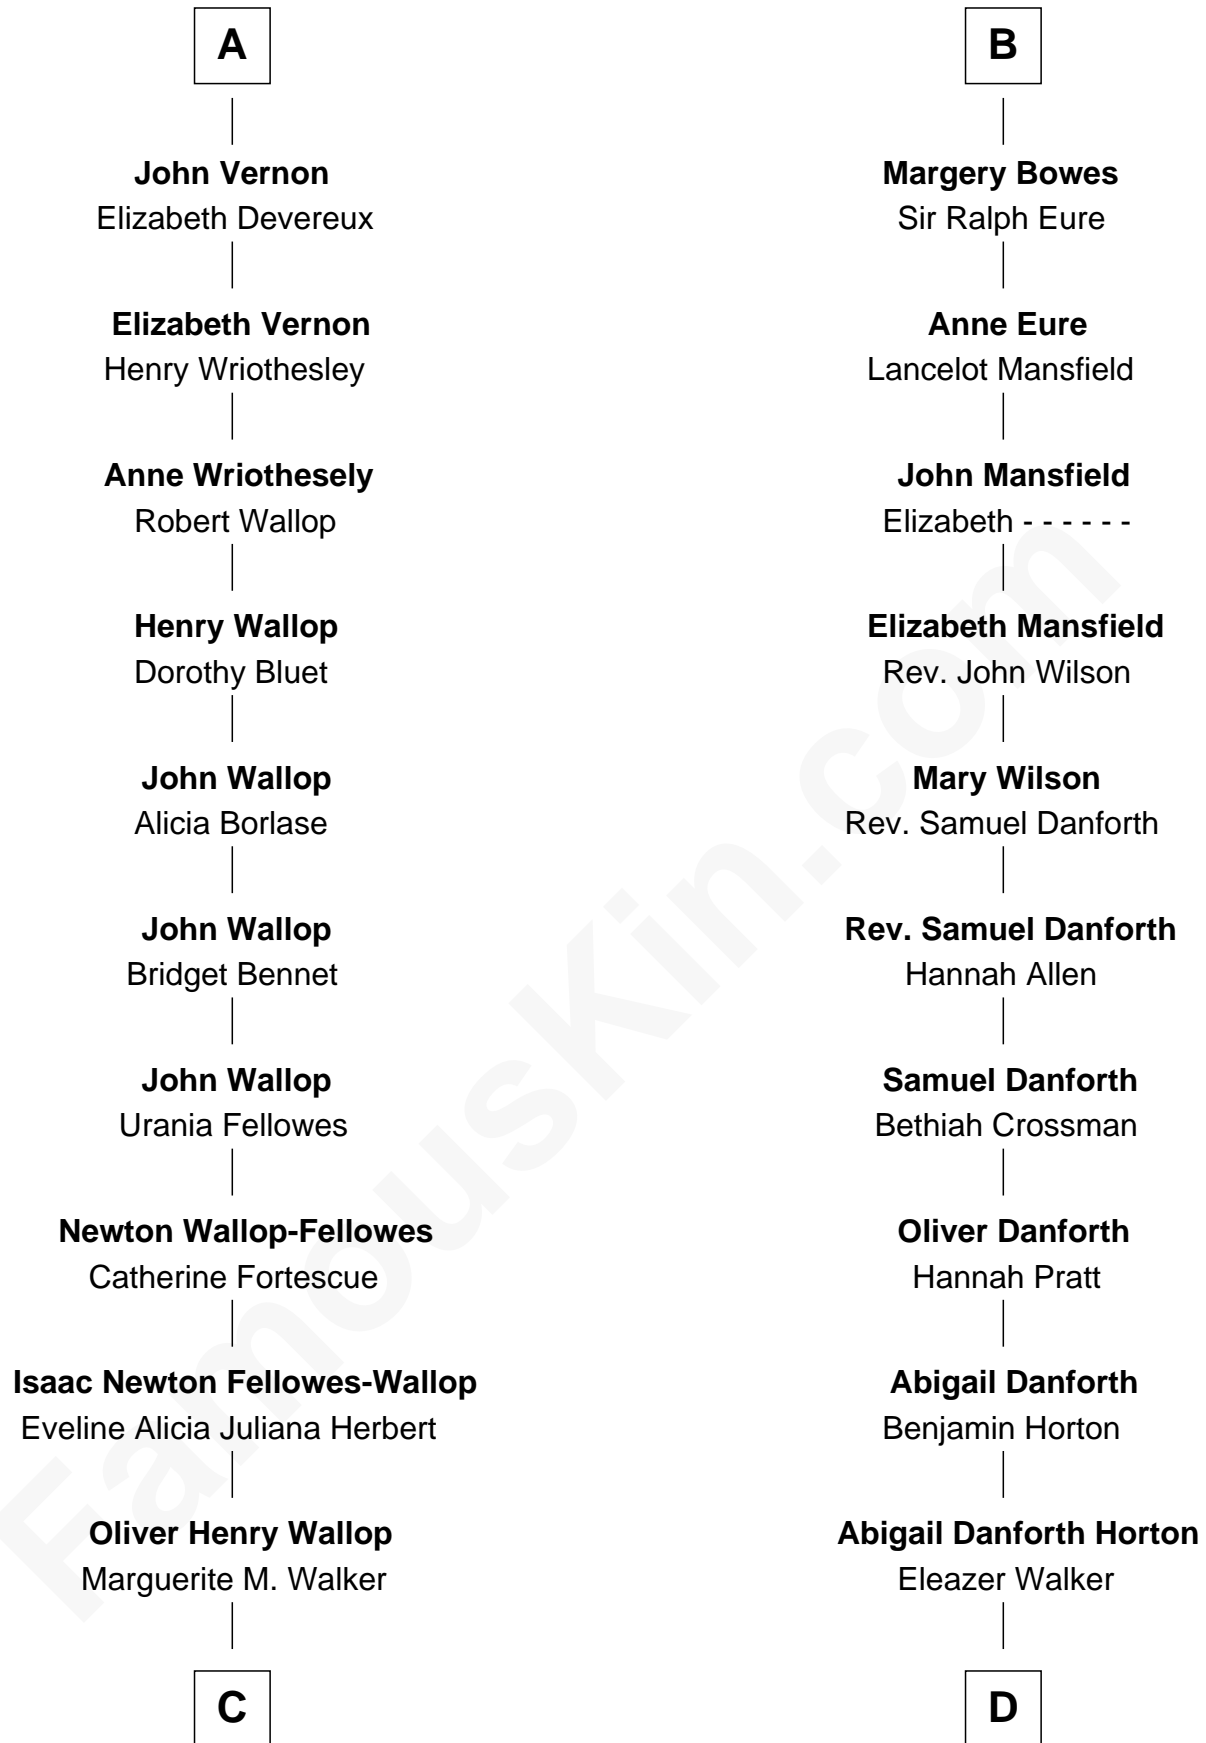 A
John Vernon
Elizabeth Devereux
Elizabeth Vernon
Henry Wriothesley
Anne Wriothesely
Robert Wallop
Henry Wallop
Dorothy Bluet
John Wallop
Alicia Borlase
John Wallop
Bridget Bennet
John Wallop
Urania Fellowes
Newton Wallop-Fellowes
Catherine Fortescue
Isaac Newton Fellowes-Wallop
Eveline Alicia Juliana Herbert
Oliver Henry Wallop
Marguerite M. Walker
C
B
Margery Bowes
Sir Ralph Eure
Anne Eure
Lancelot Mansfield
John Mansfield
Elizabeth - - - - - -
Elizabeth Mansfield
Rev. John Wilson
Mary Wilson
Rev. Samuel Danforth
Rev. Samuel Danforth
Hannah Allen
Samuel Danforth
Bethiah Crossman
Oliver Danforth
Hannah Pratt
Abigail Danforth
Benjamin Horton
Abigail Danforth Horton
Eleazer Walker
D
FamousKin.com